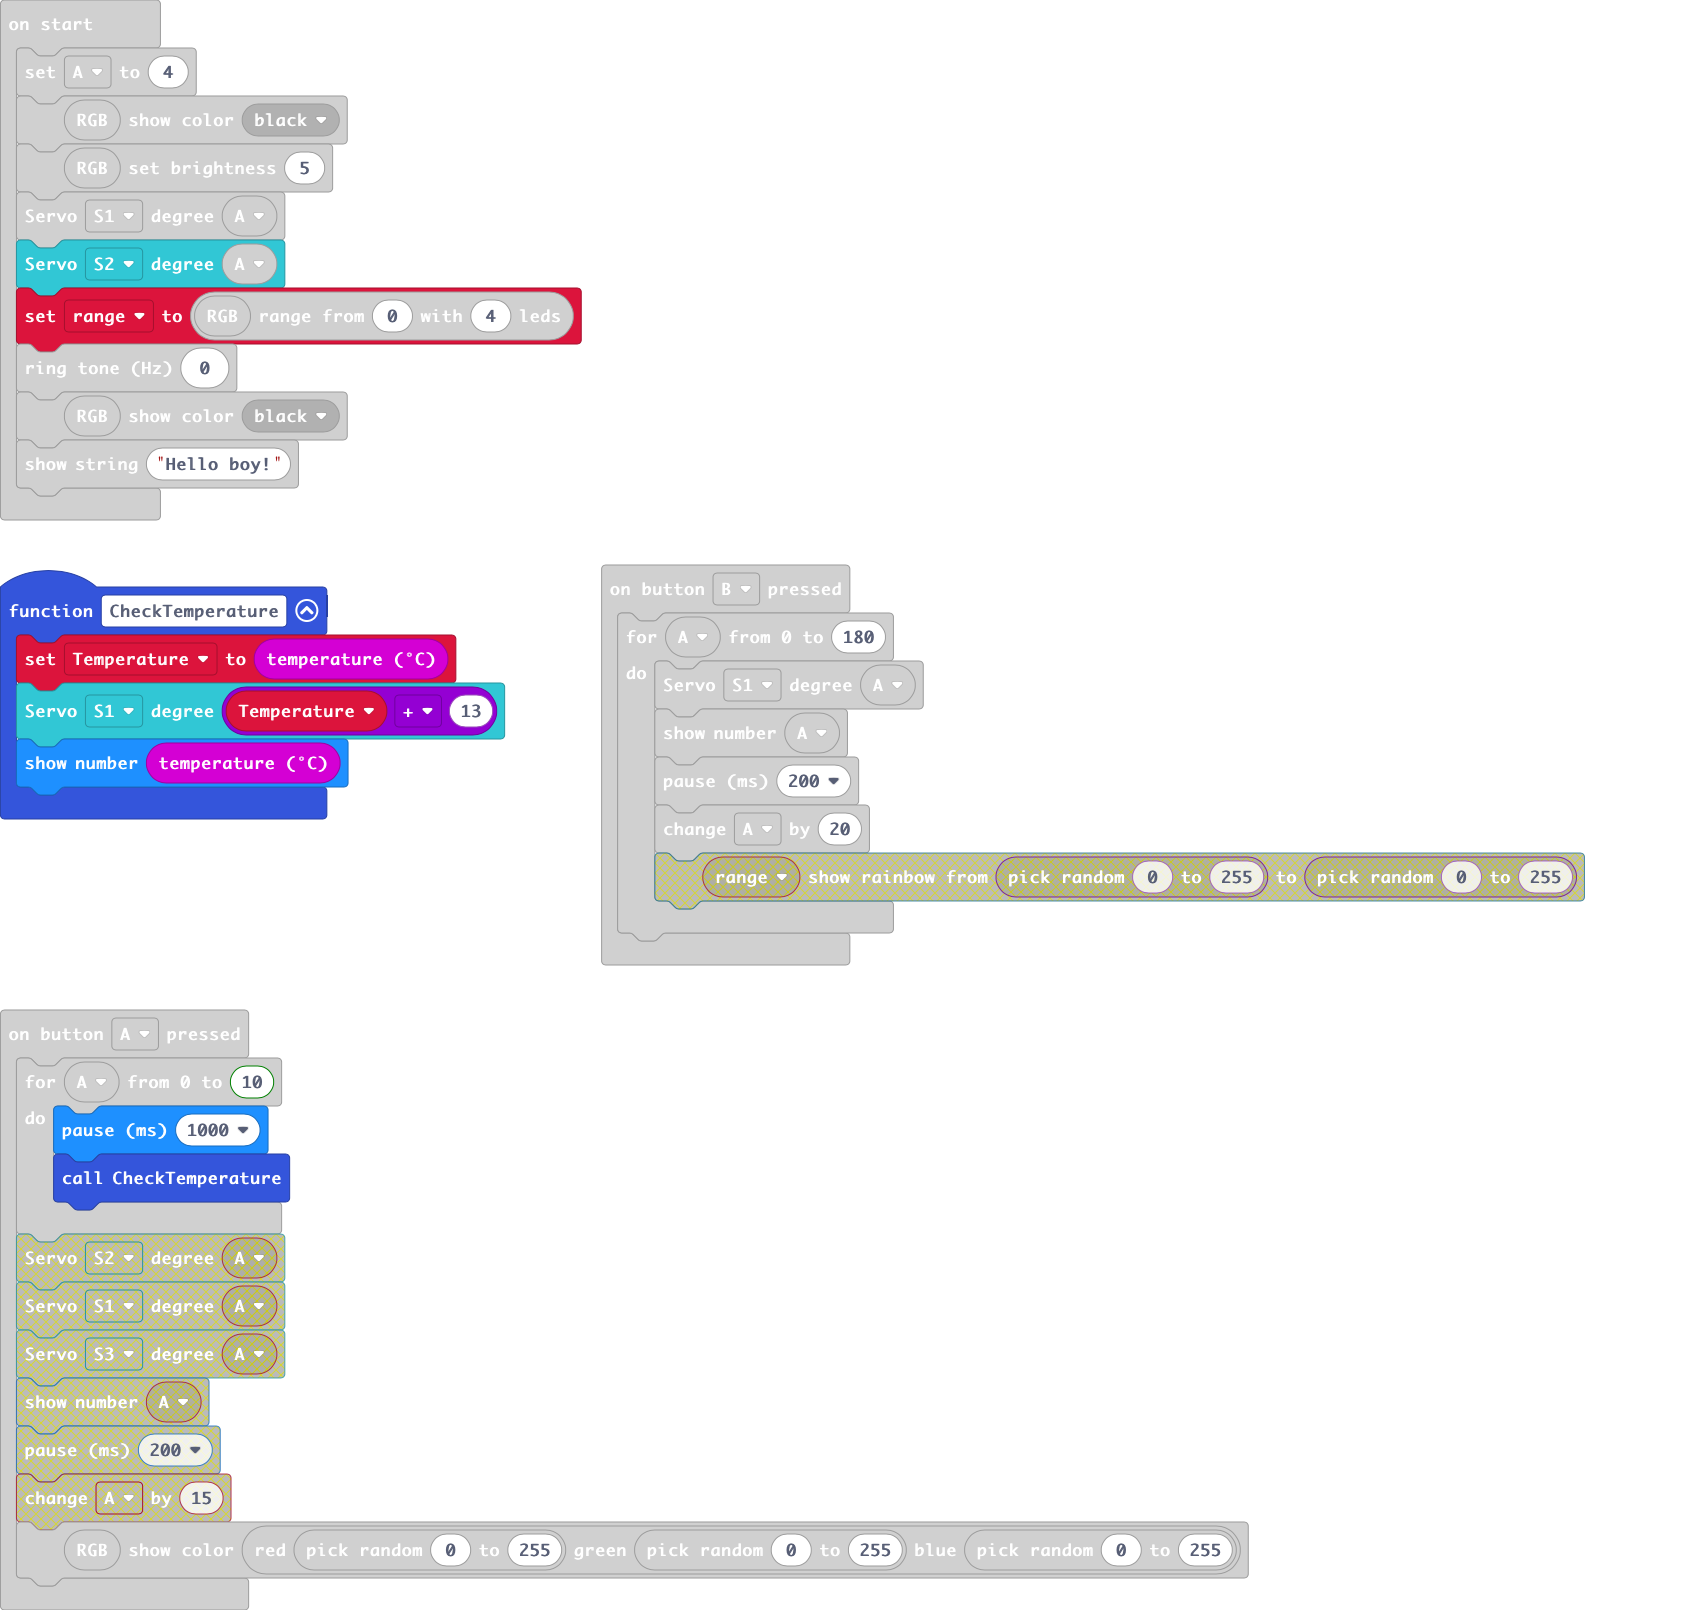 on start
set A to 4
RGB show color black
RGB set brightness 5
Servo S1 degree A
Servo S2 degree A
set range to RGB range from 0 with 4 leds
ring tone (Hz) 0
RGB show color black
show string "Hello boy!"
function CheckTemperature
set Temperature to temperature (°C)
Servo S1 degree Temperature + 13
show number temperature (°C)
on button B pressed
for A from 0 to 180
do
Servo S1 degree A
show number A
pause (ms) 200
change A by 20
range show rainbow from pick random 0 to 255 to pick random 0 to 255
on button A pressed
for A from 0 to 10
do
pause (ms) 1000
call CheckTemperature
Servo S2 degree A
Servo S1 degree A
Servo S3 degree A
show number A
pause (ms) 200
change A by 15
RGB show color red pick random 0 to 255 green pick random 0 to 255 blue pick random 0 to 255